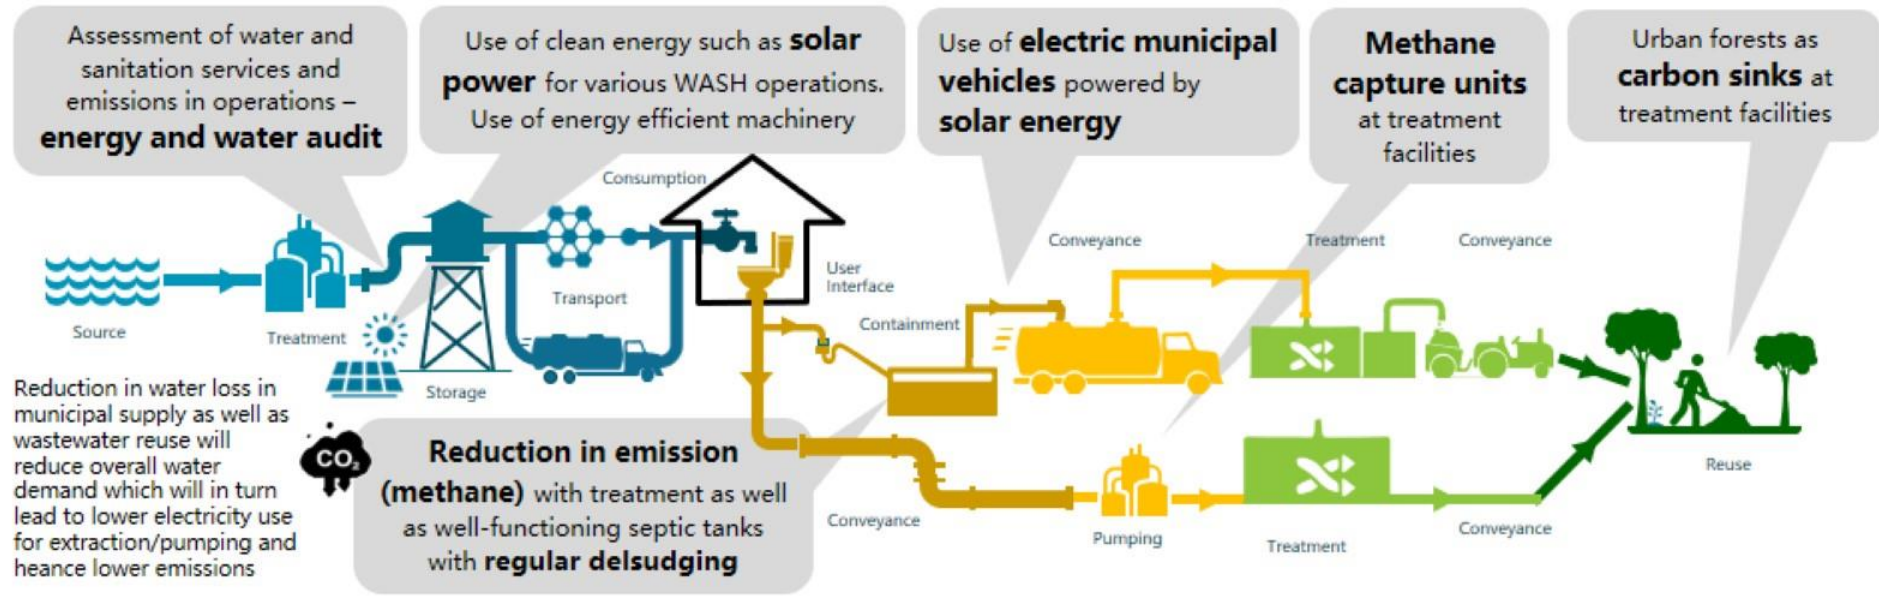 Assessment of water and
sanitation services and
emissions in operations –
energy and water audit
Use of clean energy such as solar
power for various WASH operations.
Use of energy efficient machinery
Use of electric municipal
vehicles powered by
solar energy
Methane
capture units
at treatment
facilities
Urban forests as
carbon sinks at
treatment facilities
Consumption
Conveyance
Treatment
Conveyance
User
Interface
Source
Treatment
Transport
Containment
Storage
Reduction in water loss in
municipal supply as well as
wastewater reuse will
reduce overall water
demand which will in turn
lead to lower electricity use
for extraction/pumping and
heance lower emissions
CO2
Reduction in emission
(methane) with treatment as well
as well-functioning septic tanks
with regular delsudging
Conveyance
Pumping
Treatment
Conveyance
Reuse